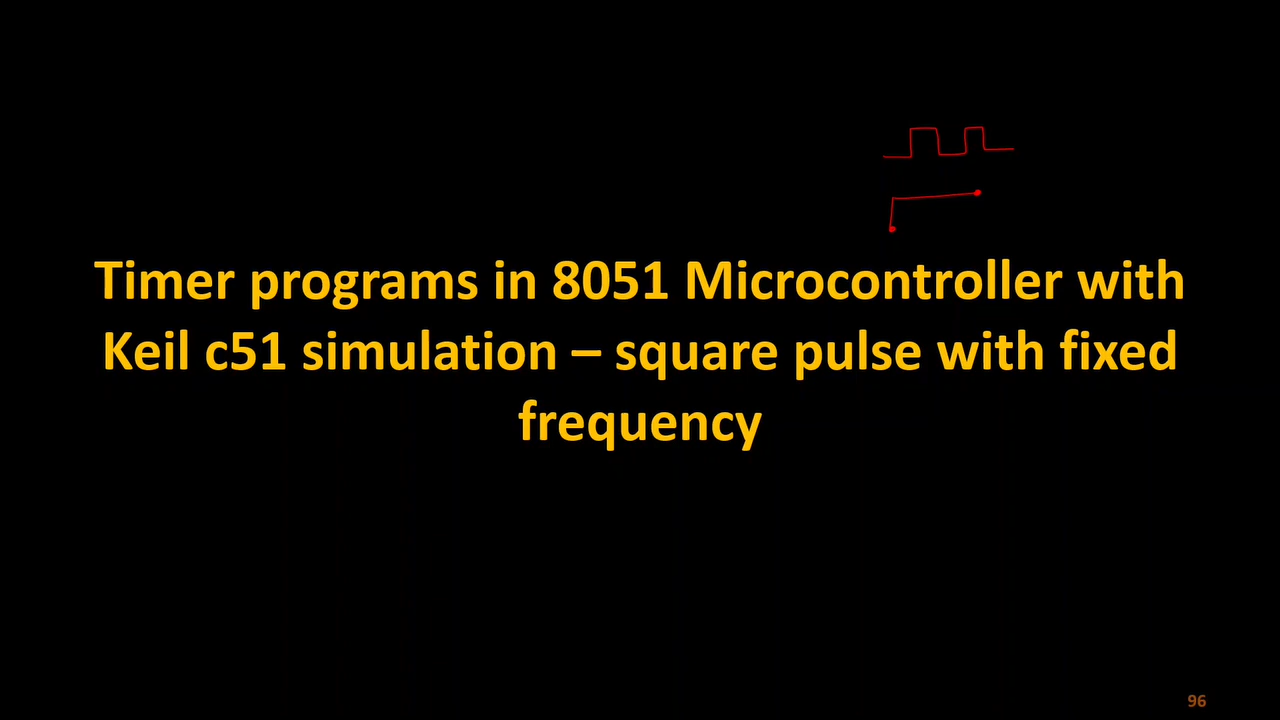 Timer programs in 8051 Microcontroller with
Keil c51 simulation – square pulse with fixed
frequency
96